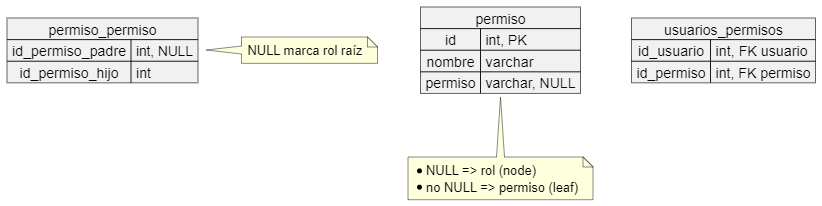 permiso_permiso
id_permiso_padre int, NULL
id_permiso_hijo int
NULL marca rol raíz
permiso
id int, PK
nombre varchar
permiso varchar, NULL
• NULL => rol (node)
• no NULL => permiso (leaf)
usuarios_permisos
id_usuario int, FK usuario
id_permiso int, FK permiso